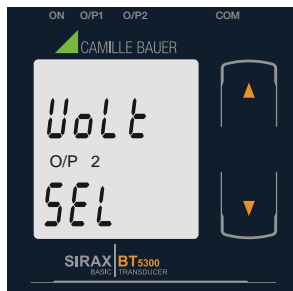 ON O/P1 O/P2 COM
CAMILLE BAUER
VoLt
O/P 2
SEL
SIRAX BT5300
BASIC TRANSDUCER